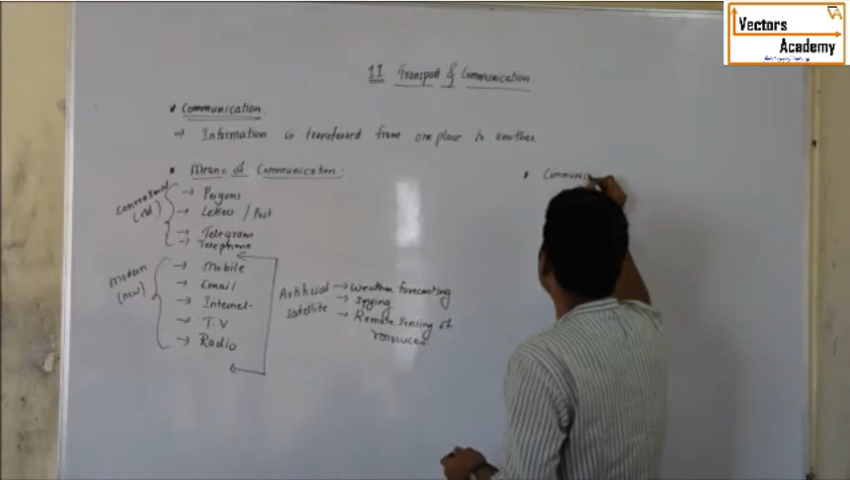 Vectors
Academy
11 Transport & Communication
* Communication
→ Information is transferred from one place to another
* Means of Communication:
Conventional
(old)
→ Persons
→ Letters / Post
→ Telegram
→ Telephone
Modern
(new)
→ Mobile
→ Email
→ Internet
→ T.V
→ Radio
Artificial
Satellite
→ Weather forecasting
→ Spying
→ Remote Sensing of
resources
* Communic